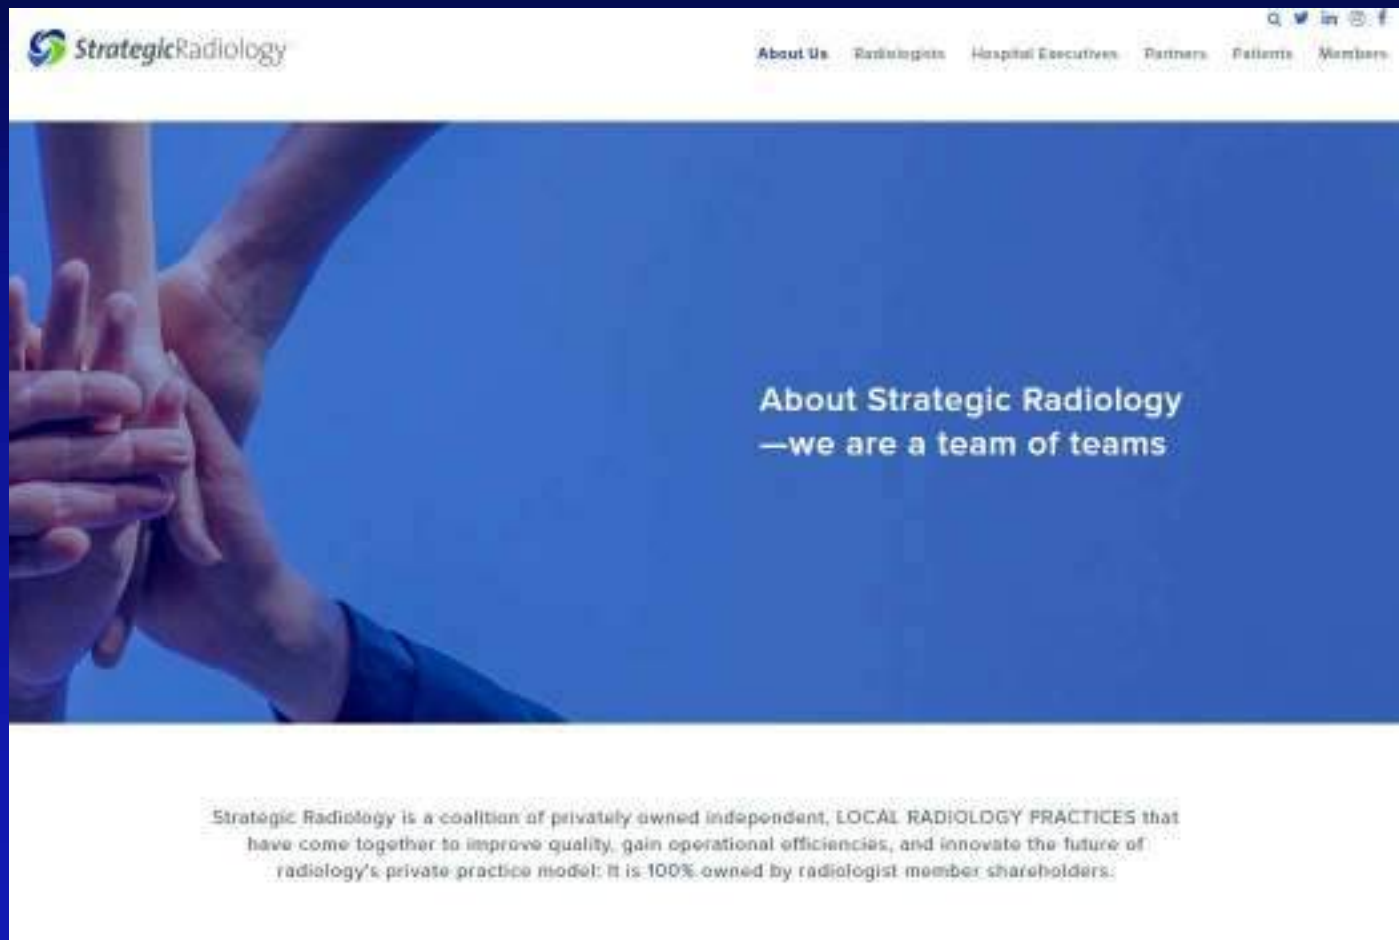 StrategicRadiology
About Us Radiologists Hospital Executives Partners Patients Members
About Strategic Radiology
—we are a team of teams
Strategic Radiology is a coalition of privately owned independent, LOCAL RADIOLOGY PRACTICES that
have come together to improve quality, gain operational efficiencies, and innovate the future of
radiology's private practice model: It is 100% owned by radiologist member shareholders.